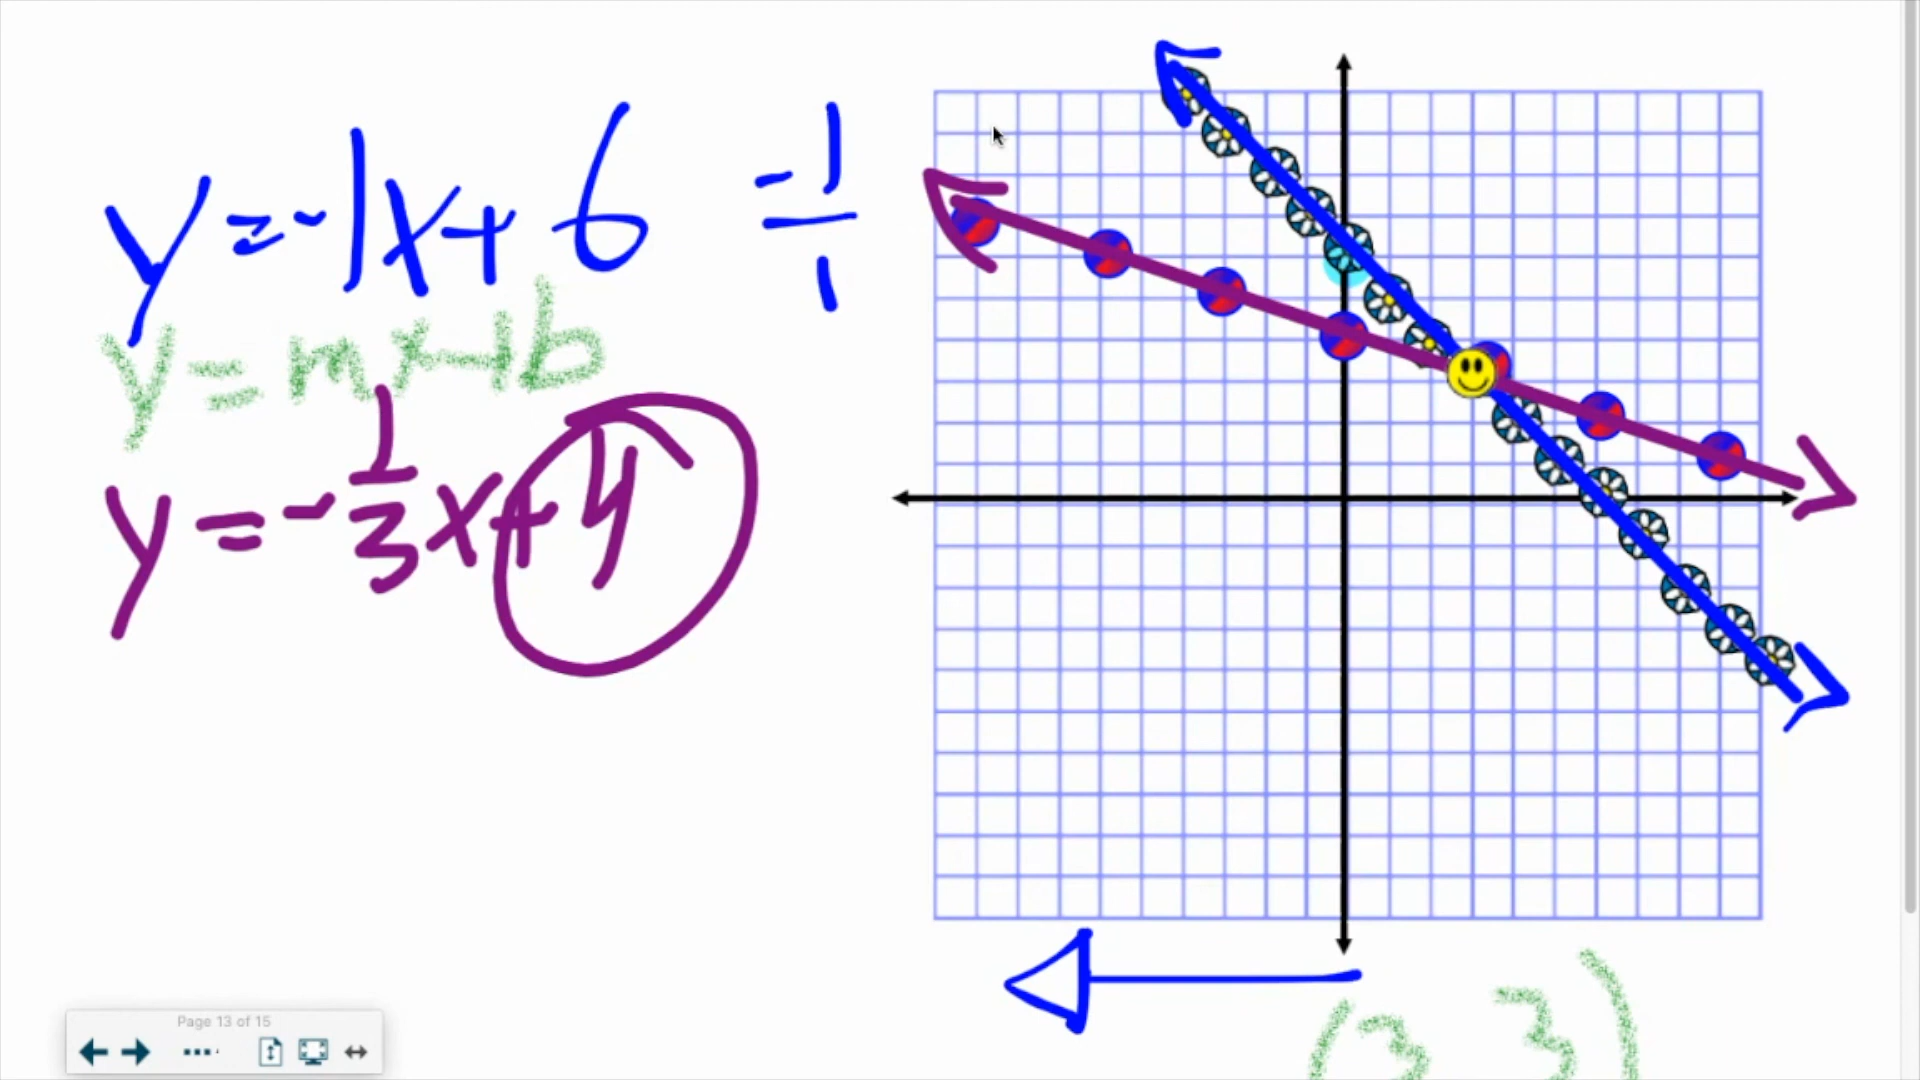 y=-1x+6
-1/1
y=mx+b
y=-1/3x+4
(3,3)
Page 13 of 15